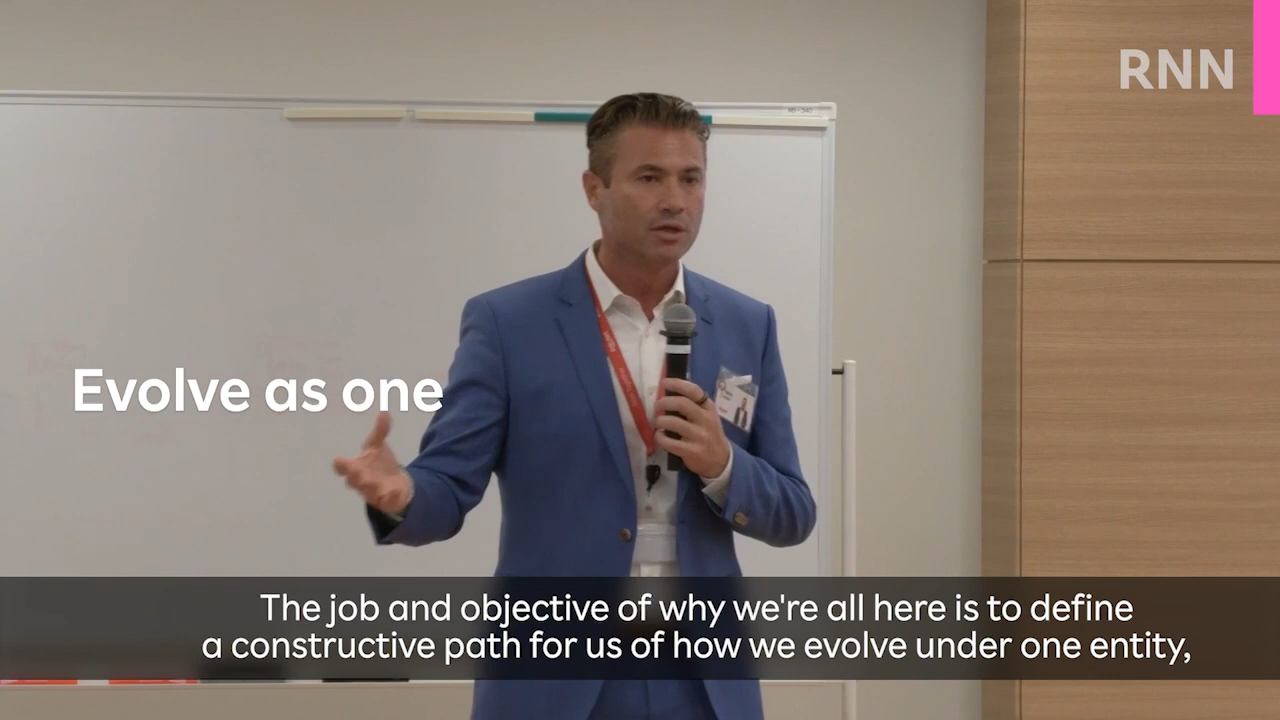 RNN
Evolve as one
The job and objective of why we're all here is to define
a constructive path for us of how we evolve under one entity,